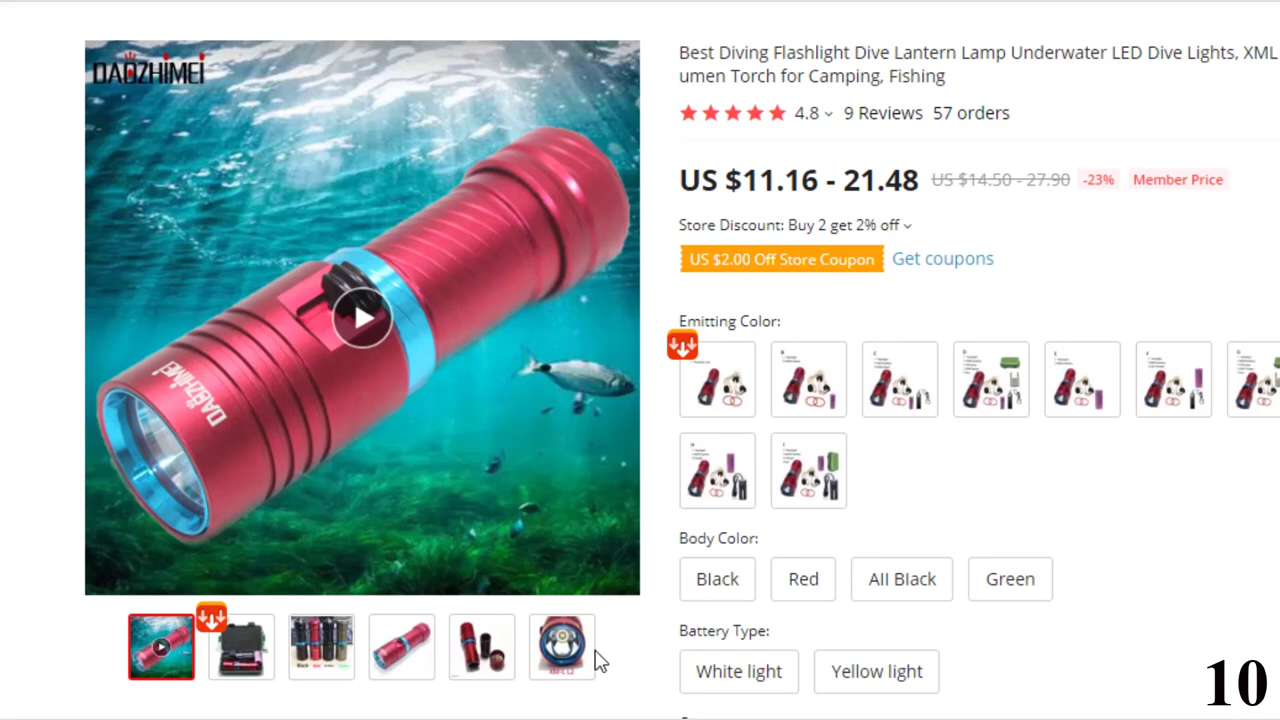 DAOZHIMEI
DAOZHIMEI
Best Diving Flashlight Dive Lantern Lamp Underwater LED Dive Lights, XML
umen Torch for Camping, Fishing
4.8 9 Reviews 57 orders
US $11.16 - 21.48 US $14.50 - 27.90 -23% Member Price
Store Discount: Buy 2 get 2% off
US $2.00 Off Store Coupon Get coupons
Emitting Color:
B C D E F G
H I
Body Color:
Black Red All Black Green
Battery Type:
White light Yellow light
10